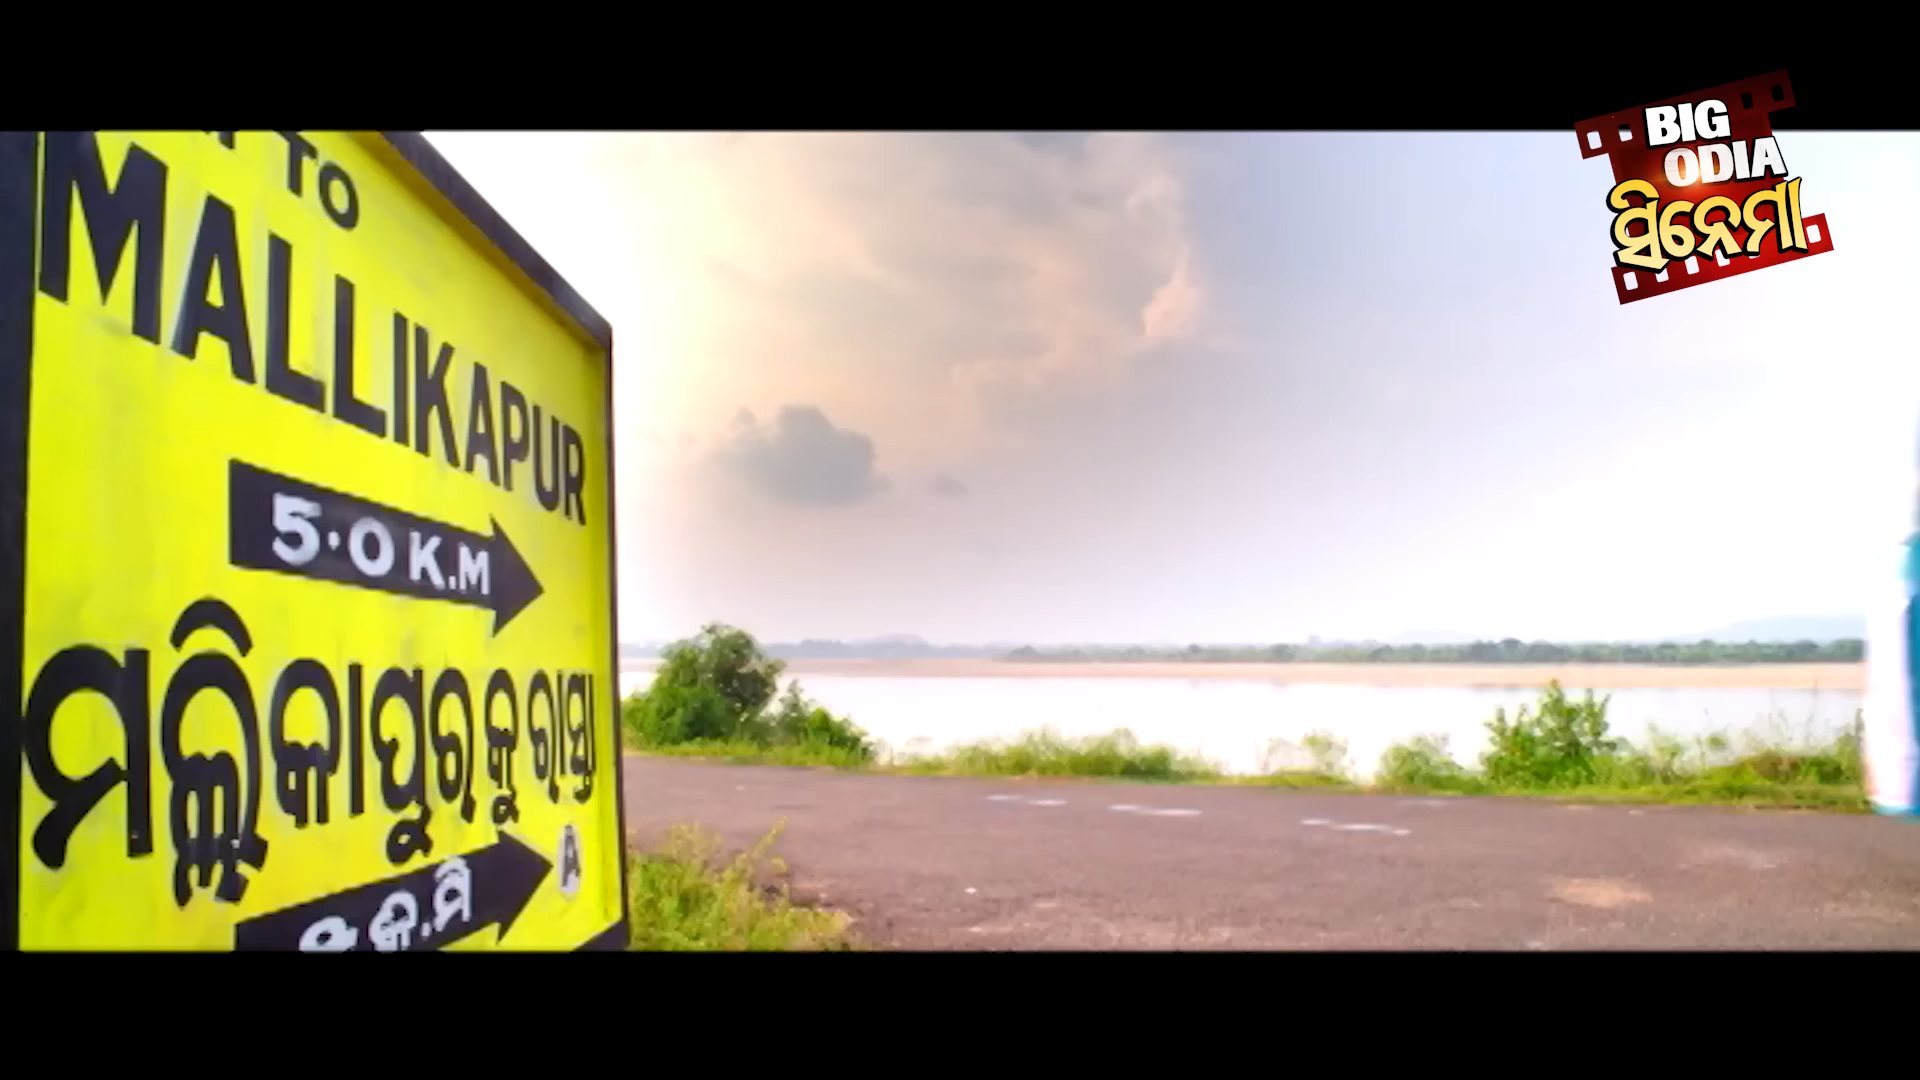 TO
MALLIKAPUR
5.0 K.M
ମଲ୍ଲିକାପୁର କୁ ରାସ୍ତା
କି.ମି
A
BIG
ODIA
ସିନେମା